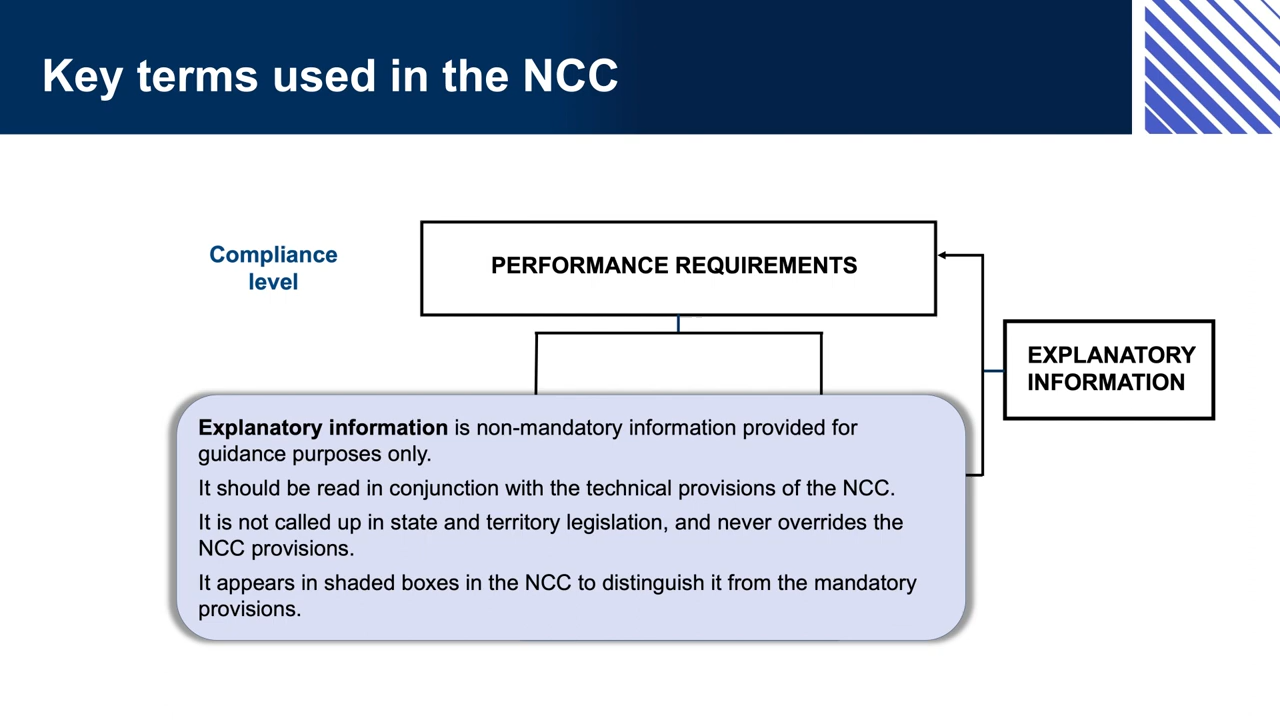 Key terms used in the NCC
Compliance
level
PERFORMANCE REQUIREMENTS
EXPLANATORY
INFORMATION
Explanatory information is non-mandatory information provided for
guidance purposes only.
It should be read in conjunction with the technical provisions of the NCC.
It is not called up in state and territory legislation, and never overrides the
NCC provisions.
It appears in shaded boxes in the NCC to distinguish it from the mandatory
provisions.